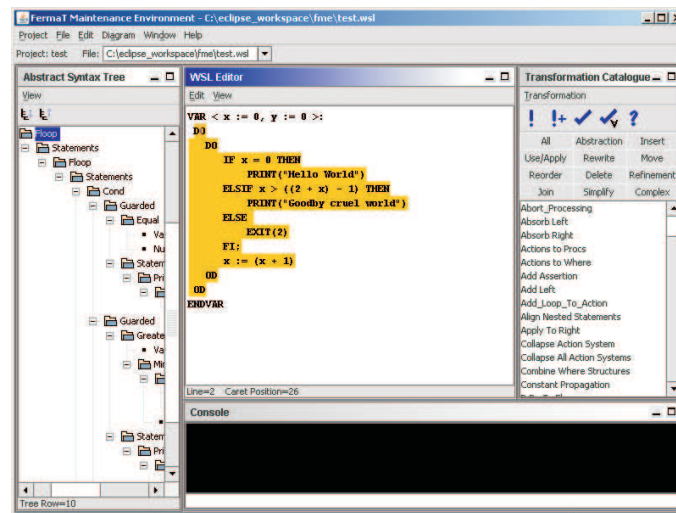 FermaT Maintenance Environment - C:\eclipse_workspace\fme\test.wsl
Project File Edit Diagram Window Help
Project: test File: C:\eclipse_workspace\fme\test.wsl
Abstract Syntax Tree
View
Floop
Statements
Floop
Statements
Cond
Guarded
Equal
Va
Nu
Statem
Pri
Guarded
Greate
Va
Mir
Statem
Pri
Tree Row=10
WSL Editor
Edit View
VAR < x := 0, y := 0 >:
DO
DO
IF x = 0 THEN
PRINT("Hello World")
ELSIF x > ((2 + x) - 1) THEN
PRINT("Goodby cruel world")
ELSE
EXIT(2)
FI;
x := (x + 1)
OD
OD
ENDVAR
Line=2 Caret Position=26
Console
Transformation Catalogue
Transformation
All Abstraction Insert
Use/Apply Rewrite Move
Reorder Delete Refinement
Join Simplify Complex
Abort_Processing
Absorb Left
Absorb Right
Actions to Procs
Actions to Where
Add Assertion
Add Left
Add_Loop_To_Action
Align Nested Statements
Apply To Right
Collapse Action System
Collapse All Action Systems
Combine Where Structures
Constant Propagation